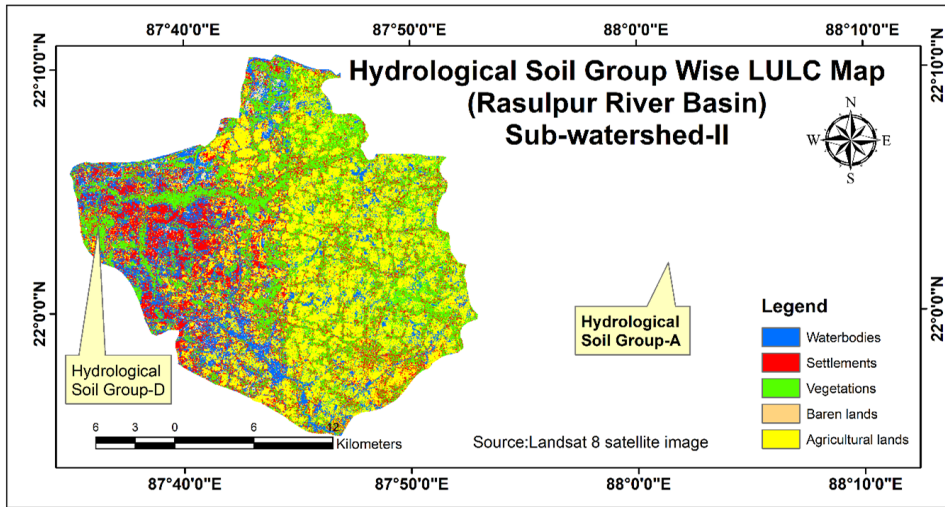 87°40'0"E 87°50'0"E 88°0'0"E 88°10'0"E
22°10'0"N
22°10'0"N
Hydrological Soil Group Wise LULC Map
(Rasulpur River Basin)
Sub-watershed-II
N
W E
S
22°0'0"N
22°0'0"N
Hydrological
Soil Group-A
Hydrological
Soil Group-D
Legend
Waterbodies
Settlements
Vegetations
Baren lands
Agricultural lands
6 3 0 6 12
Kilometers
Source:Landsat 8 satellite image
87°40'0"E 87°50'0"E 88°0'0"E 88°10'0"E